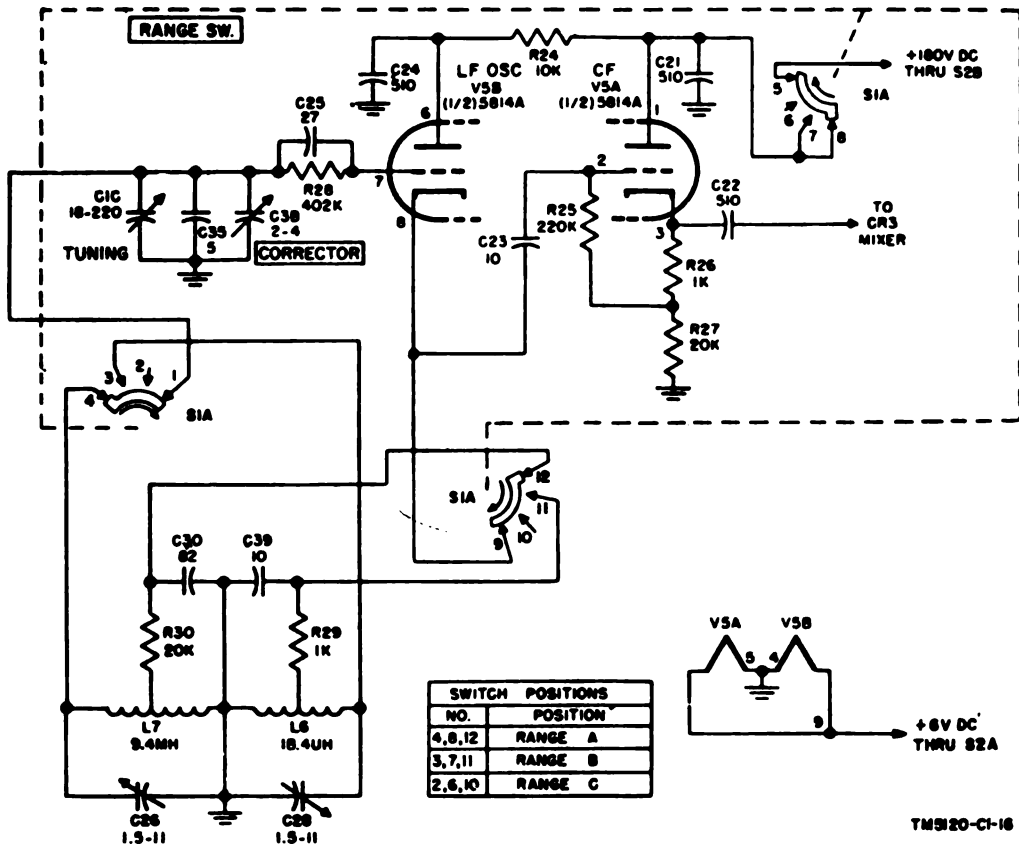 RANGE SW.
C24
510
LF OSC
V5B
(1/2)5814A
6
R24
10K
CF
V5A
(1/2)5814A
1
C21
510
+180V DC
THRU S2B
5
S1A
6
7
8
C25
27
R28
402K
7
8
2
C1C
18-220
TUNING
C35
5
C38
2-4
CORRECTOR
C23
10
R25
220K
3
C22
510
TO
CR3
MIXER
R26
1K
R27
20K
3
2
1
4
S1A
S1A
12
11
10
9
C30
82
C39
10
R30
20K
R29
1K
L7
9.4MH
L6
18.4UH
C26
1.5-11
C28
1.5-11
SWITCH POSITIONS
NO. POSITION
4,8,12 RANGE A
3,7,11 RANGE B
2,6,10 RANGE C
V5A
V5B
5
4
9
+6V DC
THRU S2A
TM5120-C1-16